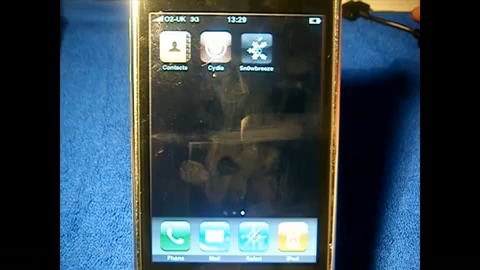 O2-UK 3G 13:29
Contacts Cydia Sn0wbreeze
Phone Mail Safari iPod